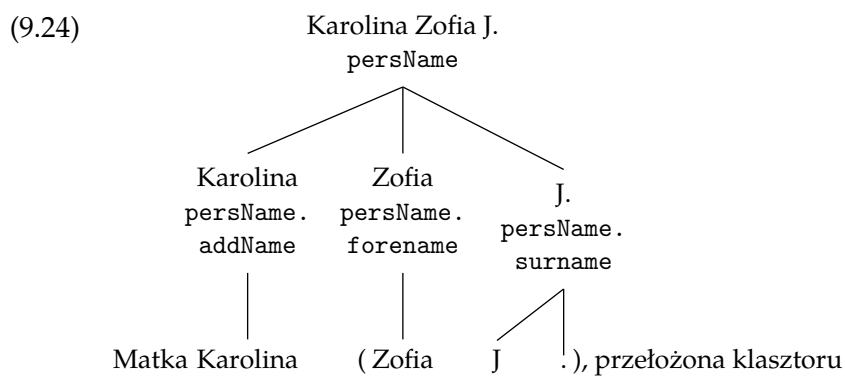 (9.24)
Karolina Zofia J.
persName
Karolina Zofia J.
persName. persName. persName.
addName forename surname
Matka Karolina ( Zofia J . ), przełożona klasztoru